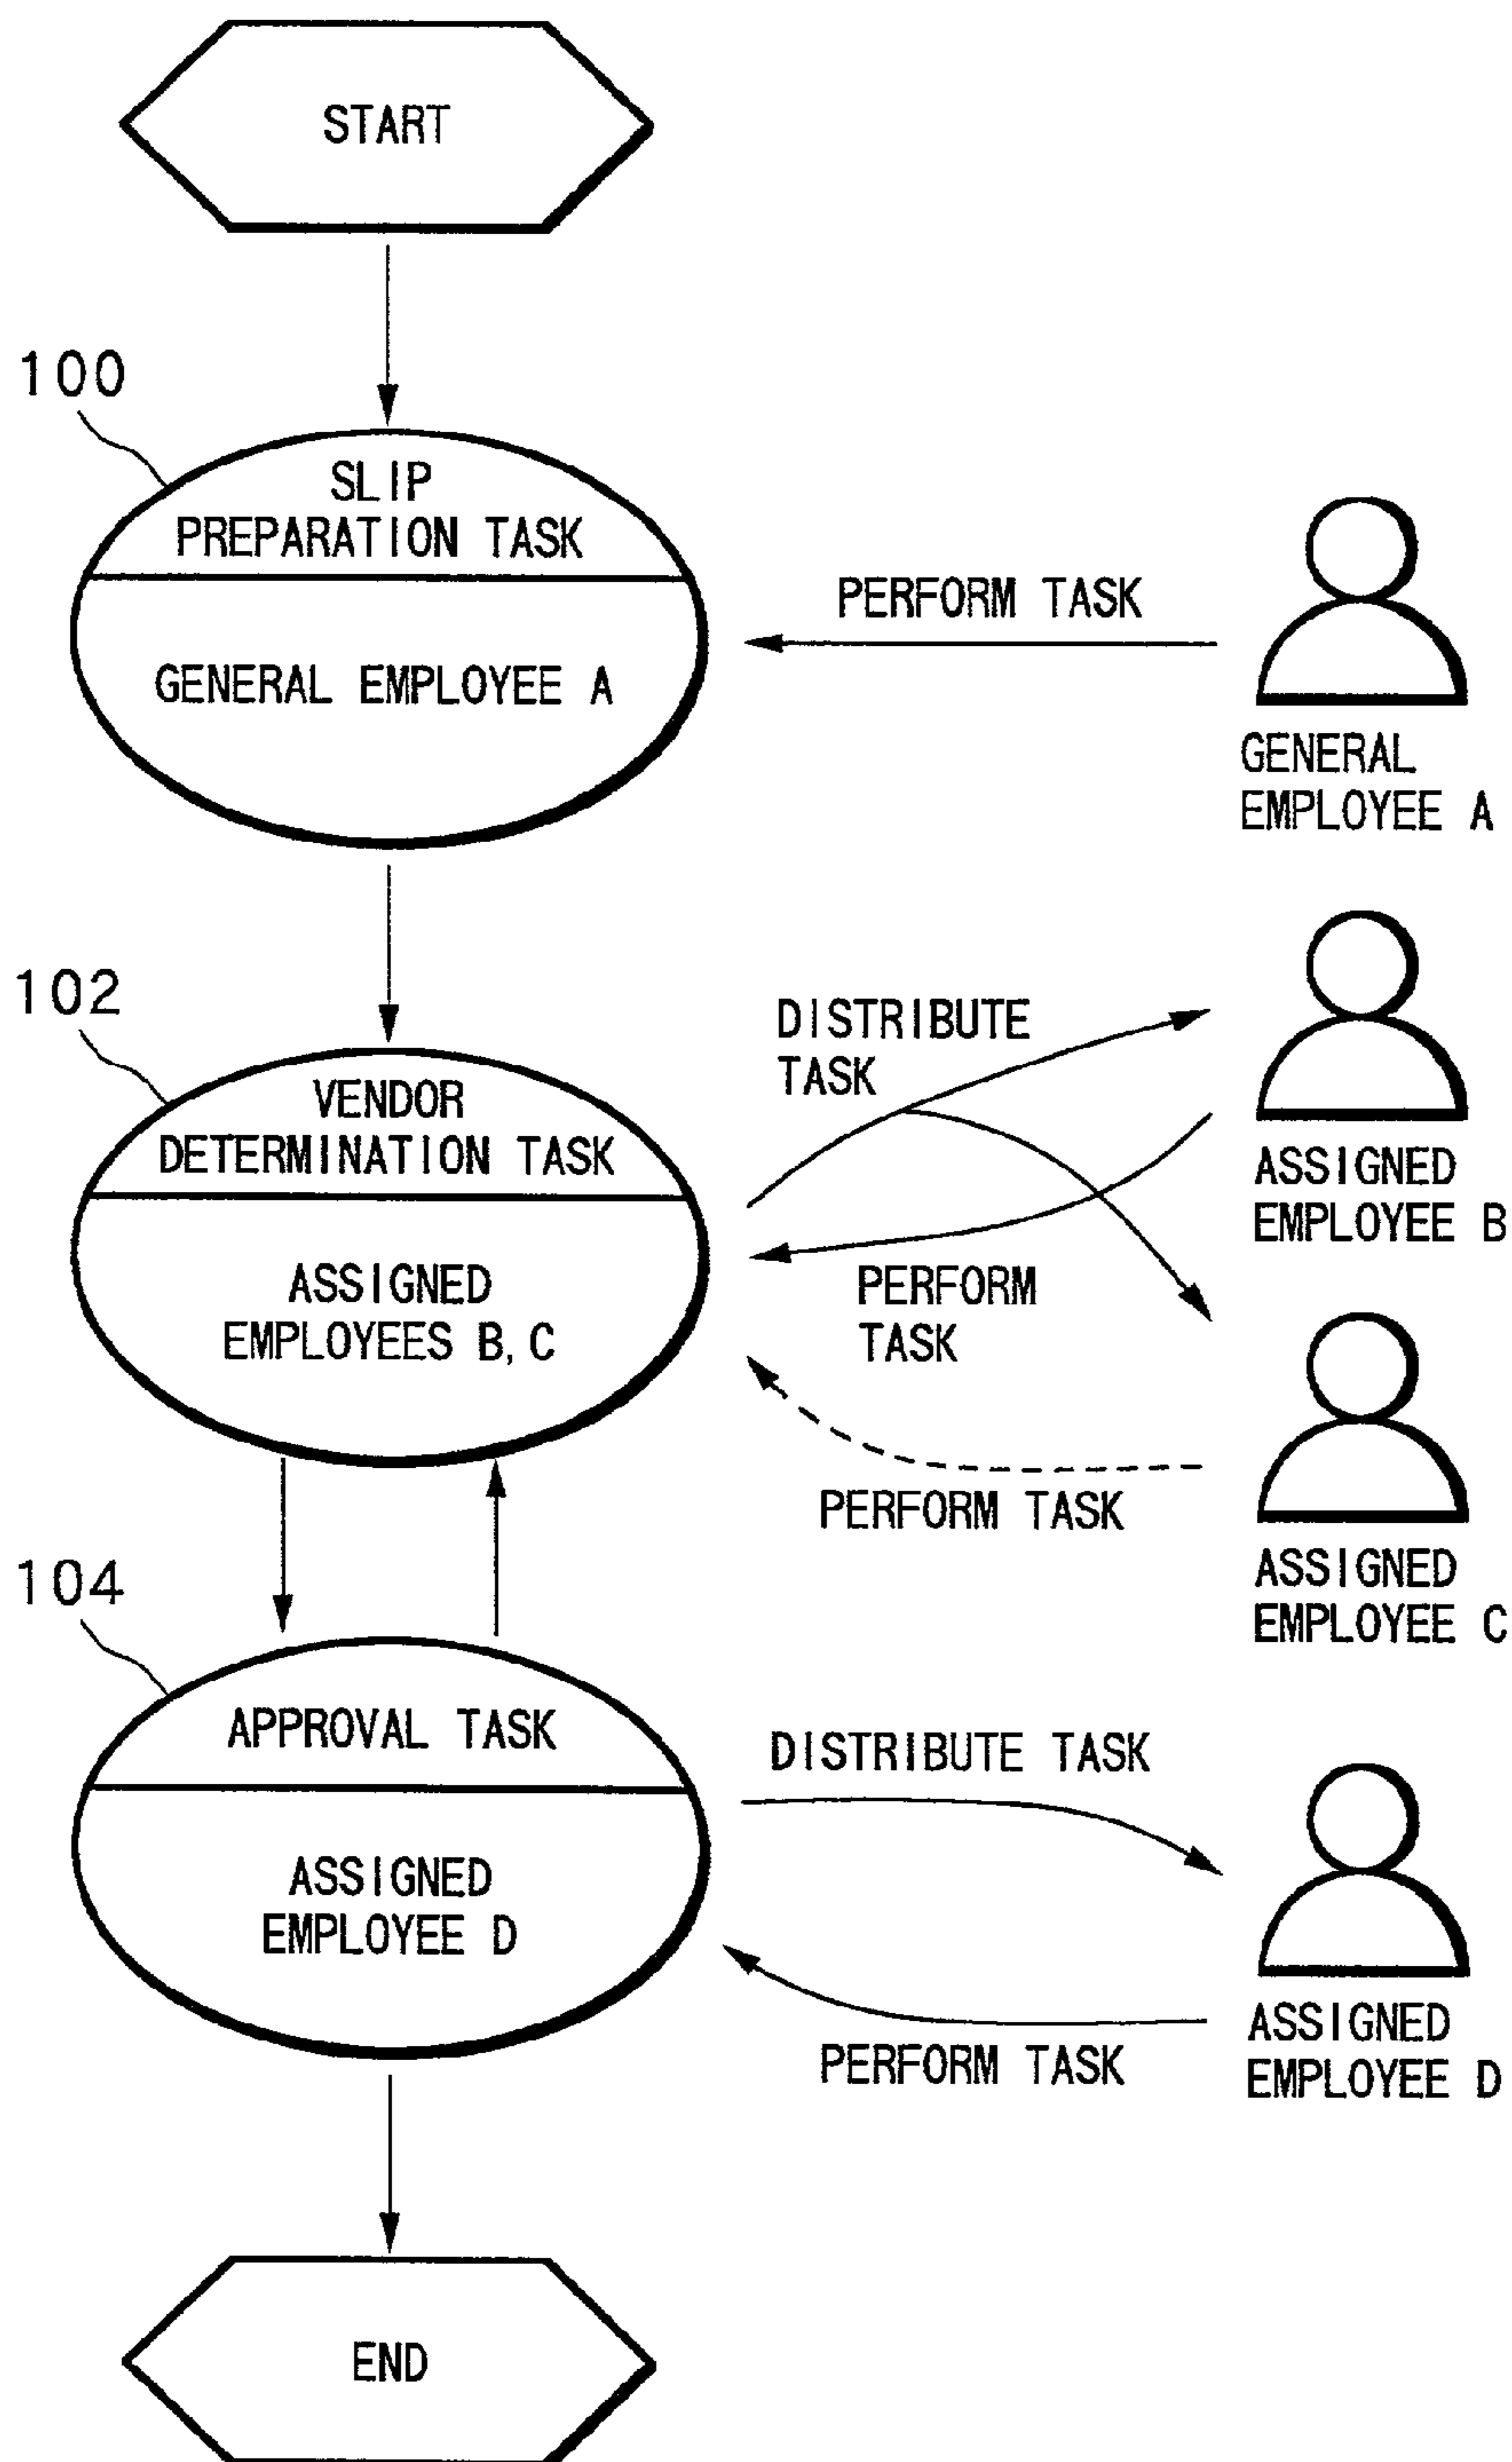 START
100
SLIP
PREPARATION TASK
GENERAL EMPLOYEE A
PERFORM TASK
GENERAL
EMPLOYEE A
102
VENDOR
DETERMINATION TASK
ASSIGNED
EMPLOYEES B, C
DISTRIBUTE
TASK
ASSIGNED
EMPLOYEE B
PERFORM
TASK
PERFORM TASK
ASSIGNED
EMPLOYEE C
104
APPROVAL TASK
ASSIGNED
EMPLOYEE D
DISTRIBUTE TASK
PERFORM TASK
ASSIGNED
EMPLOYEE D
END